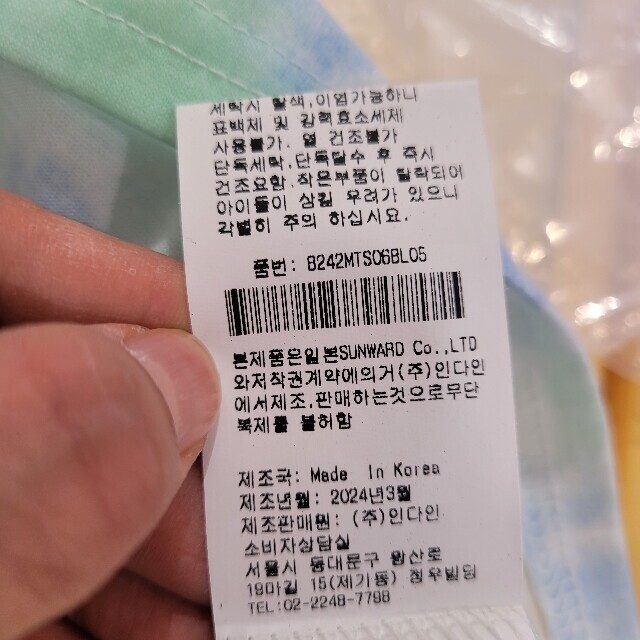 세탁시 탈색,이염가능하니
표백제 및 강력효소세제
사용불가. 열 건조불가
단독세탁,단독탈수 후 즉시
건조요함.작은부품이 탈락되어
아이들이 삼킬 우려가 있으니
각별히 주의 하십시요.
품번: B242MTS06BL05
본제품은일본SUNWARD Co.,LTD
와저작권계약에의거(주)인다인
에서제조,판매하는것으로무단
복제를 불허함
제조국: Made In Korea
제조년월: 2024년3월
제조판매원: (주)인다인
소비자상담실
서울시 동대문구 왕산로
19마길 15(제기동) 청우빌딩
TEL:02-2248-7798